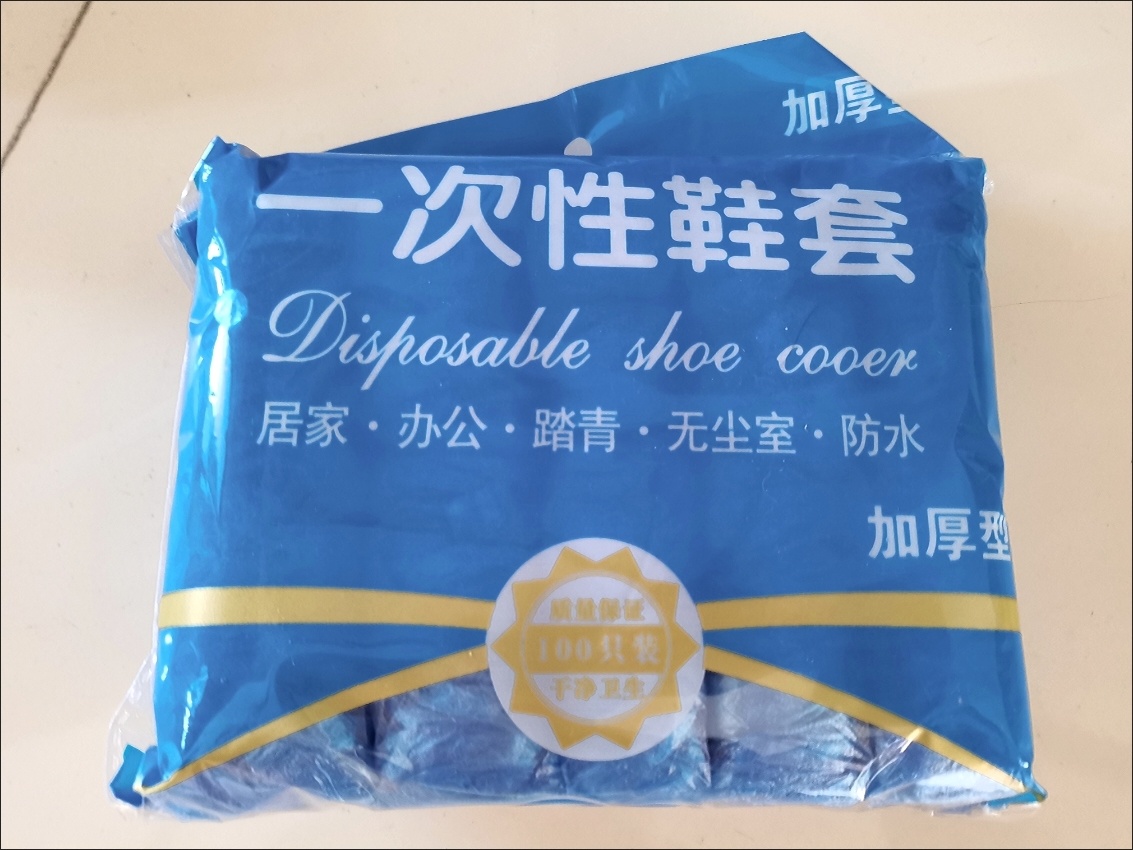 加厚
一次性鞋套
Disposable shoe cooer
居家·办公·踏青·无尘室·防水
加厚型
质量保证
100只装
干净卫生